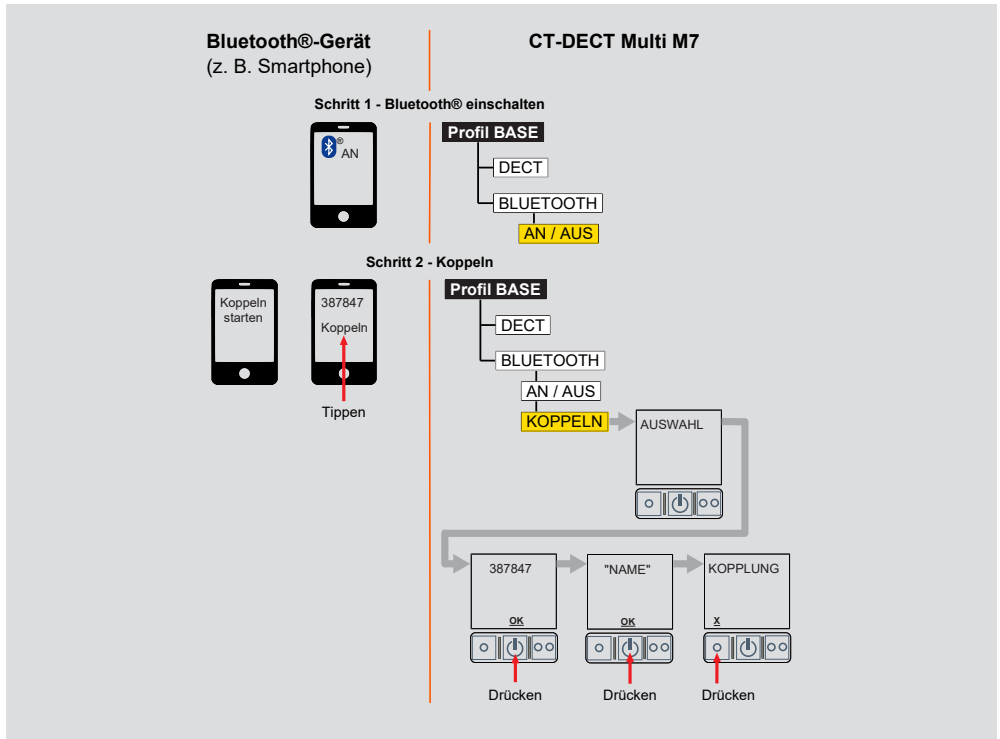 Bluetooth®-Gerät
(z. B. Smartphone)
CT-DECT Multi M7
Schritt 1 - Bluetooth® einschalten
® AN
Profil BASE
DECT
BLUETOOTH
AN / AUS
Schritt 2 - Koppeln
Koppeln
starten
387847
Koppeln
Tippen
Profil BASE
DECT
BLUETOOTH
AN / AUS
KOPPELN
AUSWAHL
387847
OK
Drücken
"NAME"
OK
Drücken
KOPPLUNG
X
Drücken